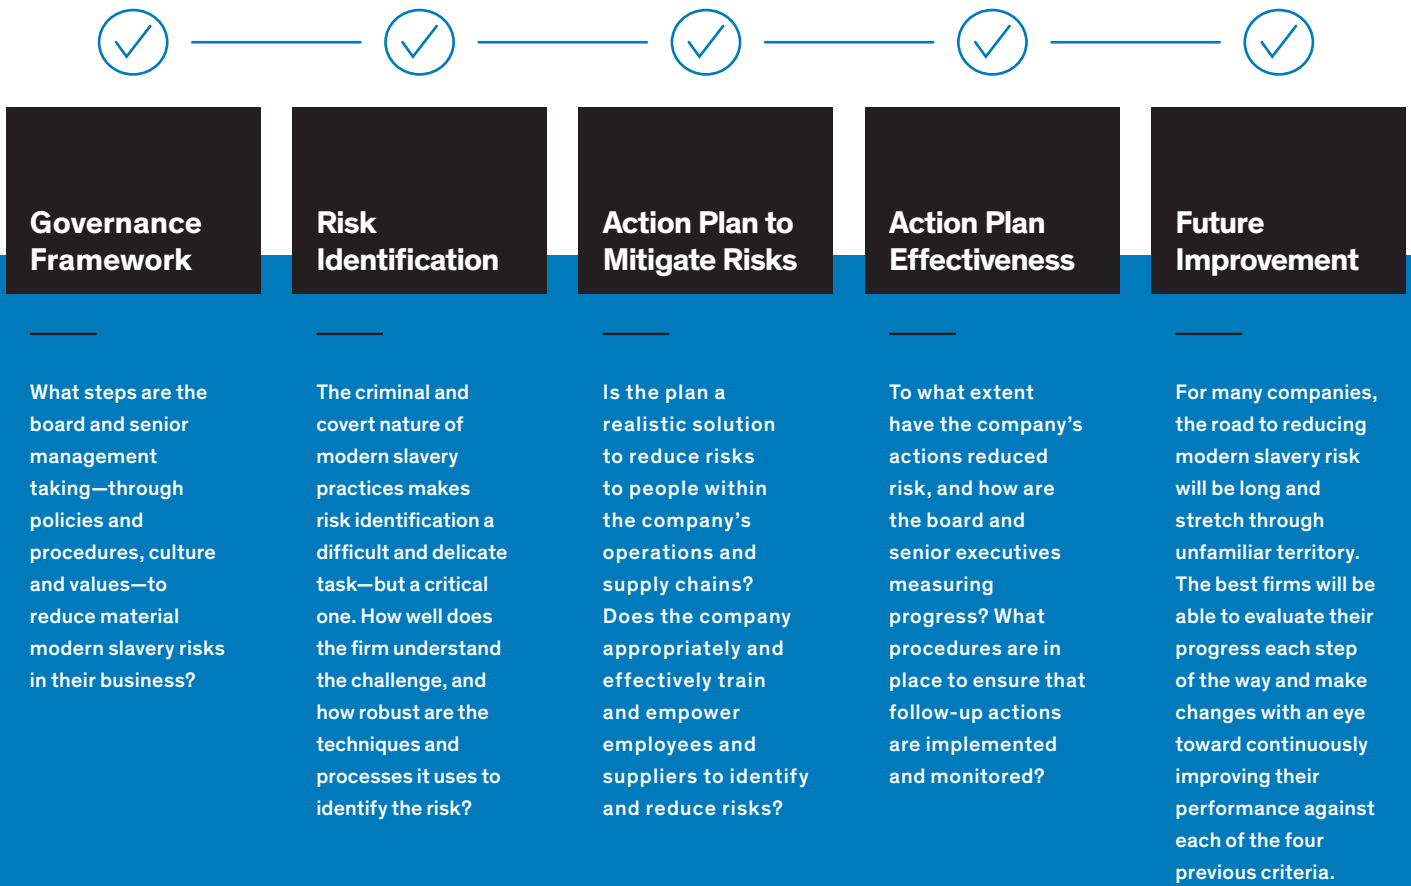 Governance
Framework
What steps are the
board and senior
management
taking—through
policies and
procedures, culture
and values—to
reduce material
modern slavery risks
in their business?
Risk
Identification
The criminal and
covert nature of
modern slavery
practices makes
risk identification a
difficult and delicate
task—but a critical
one. How well does
the firm understand
the challenge, and
how robust are the
techniques and
processes it uses to
identify the risk?
Action Plan to
Mitigate Risks
Is the plan a
realistic solution
to reduce risks
to people within
the company’s
operations and
supply chains?
Does the company
appropriately and
effectively train
and empower
employees and
suppliers to identify
and reduce risks?
Action Plan
Effectiveness
To what extent
have the company’s
actions reduced
risk, and how are
the board and
senior executives
measuring
progress? What
procedures are in
place to ensure that
follow-up actions
are implemented
and monitored?
Future
Improvement
For many companies,
the road to reducing
modern slavery risk
will be long and
stretch through
unfamiliar territory.
The best firms will be
able to evaluate their
progress each step
of the way and make
changes with an eye
toward continuously
improving their
performance against
each of the four
previous criteria.